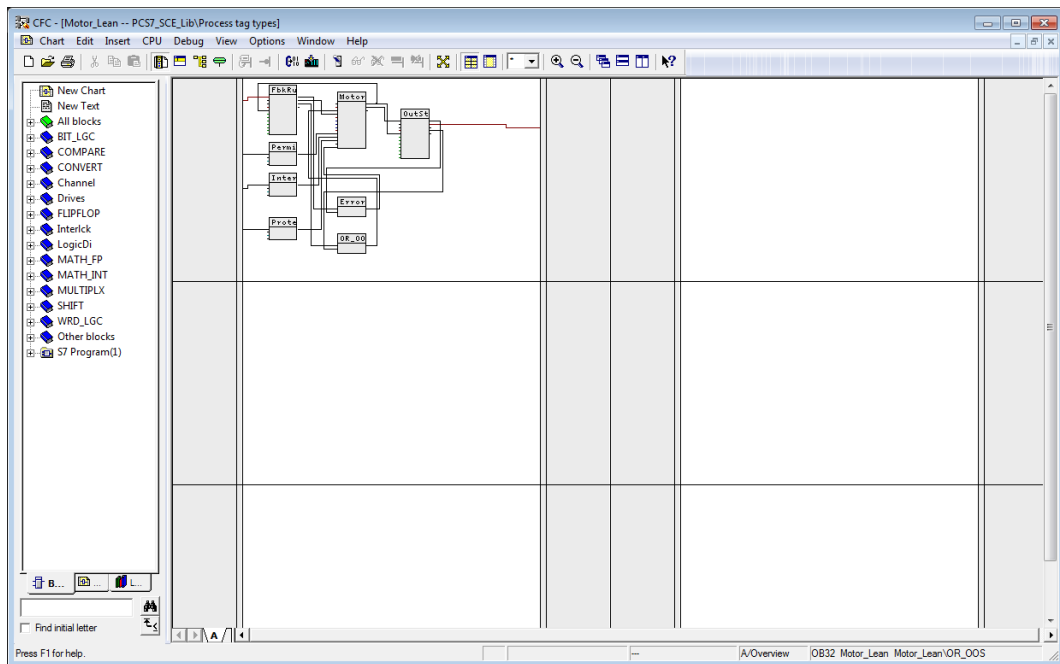 CFC - [Motor_Lean -- PCS7_SCE_Lib\Process tag types]
Chart Edit Insert CPU Debug View Options Window Help
New Chart
New Text
All blocks
BIT_LGC
COMPARE
CONVERT
Channel
Drives
FLIPFLOP
Interlck
LogicDi
MATH_FP
MATH_INT
MULTIPLX
SHIFT
WRD_LGC
Other blocks
S7 Program(1)
FbkRu
Motor
OutSt
Permi
Inter
Error
Prote
OR_OO
B... ... L...
Find initial letter
A
Press F1 for help.
--- A/Overview OB32 Motor_Lean Motor_Lean\OR_OOS